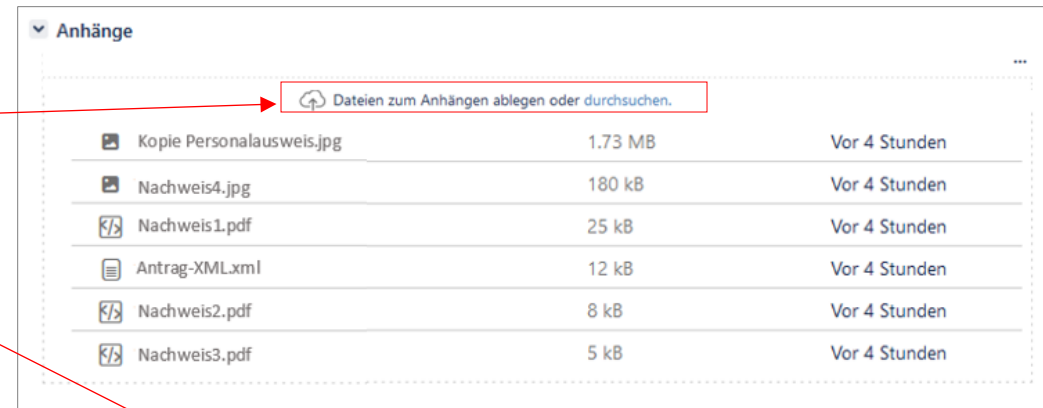 Anhänge
...
Dateien zum Anhängen ablegen oder durchsuchen.
Kopie Personalausweis.jpg 1.73 MB Vor 4 Stunden
Nachweis4.jpg 180 kB Vor 4 Stunden
Nachweis1.pdf 25 kB Vor 4 Stunden
Antrag-XML.xml 12 kB Vor 4 Stunden
Nachweis2.pdf 8 kB Vor 4 Stunden
Nachweis3.pdf 5 kB Vor 4 Stunden